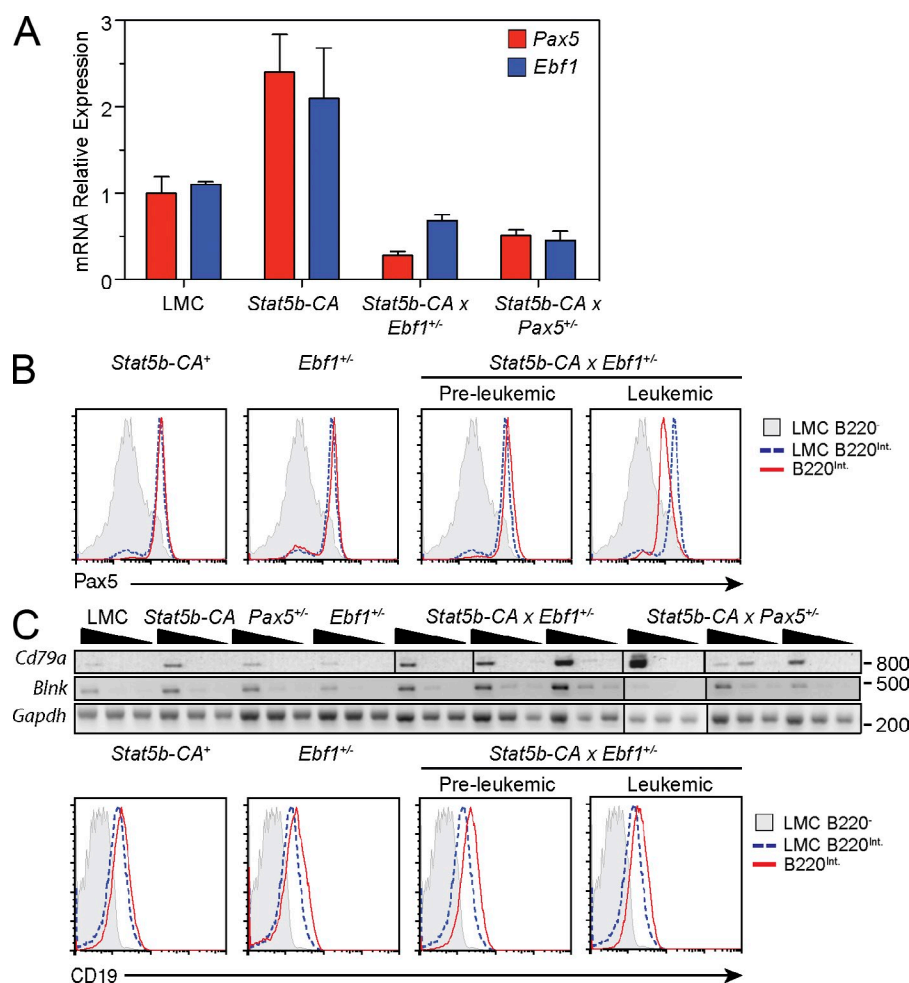 A
mRNA Relative Expression
3
2
1
0
Pax5
Ebf1
LMC
Stat5b-CA
Stat5b-CA x
Ebf1+/-
Stat5b-CA x
Pax5+/-
B
Stat5b-CA+
Ebf1+/-
Stat5b-CA x Ebf1+/-
Pre-leukemic
Leukemic
LMC B220-
LMC B220Int.
B220Int.
Pax5
C
LMC Stat5b-CA Pax5+/- Ebf1+/- Stat5b-CA x Ebf1+/- Stat5b-CA x Pax5+/-
Cd79a
800
Blnk
500
Gapdh
200
Stat5b-CA+
Ebf1+/-
Stat5b-CA x Ebf1+/-
Pre-leukemic
Leukemic
LMC B220-
LMC B220Int.
B220Int.
CD19